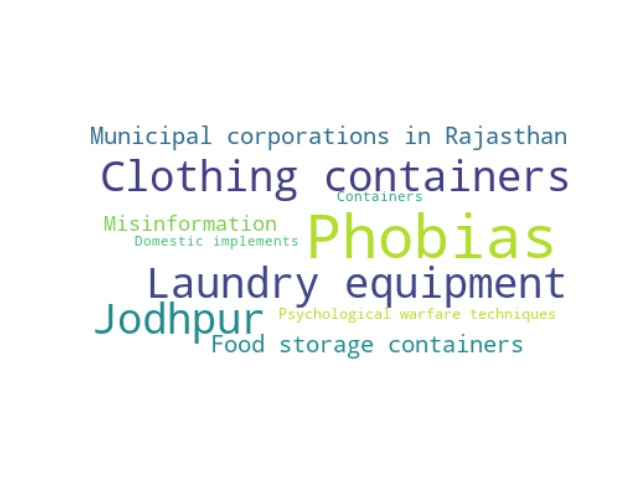 Municipal corporations in Rajasthan
Clothing containers
Containers
Misinformation
Phobias
Domestic implements
Laundry equipment
Jodhpur
Psychological warfare techniques
Food storage containers